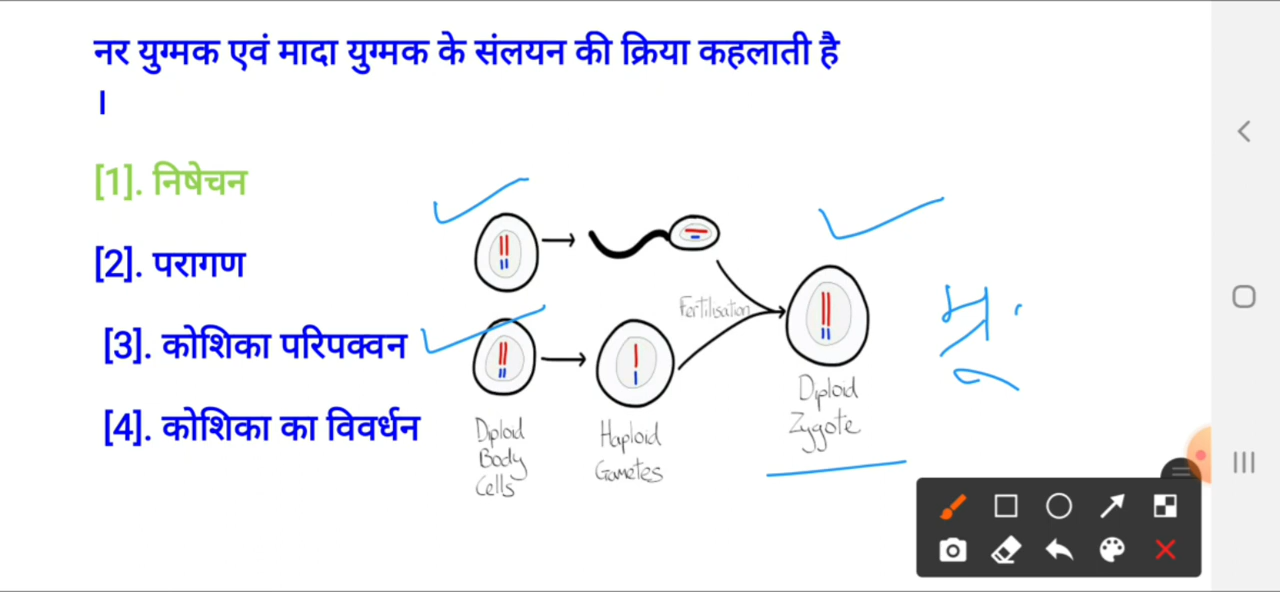 नर युग्मक एवं मादा युग्मक के संलयन की क्रिया कहलाती है
।
[1]. निषेचन
[2]. परागण
[3]. कोशिका परिपक्वन
[4]. कोशिका का विवर्धन
Fertilisation
Diploid
Body
Cells
Haploid
Gametes
Diploid
Zygote